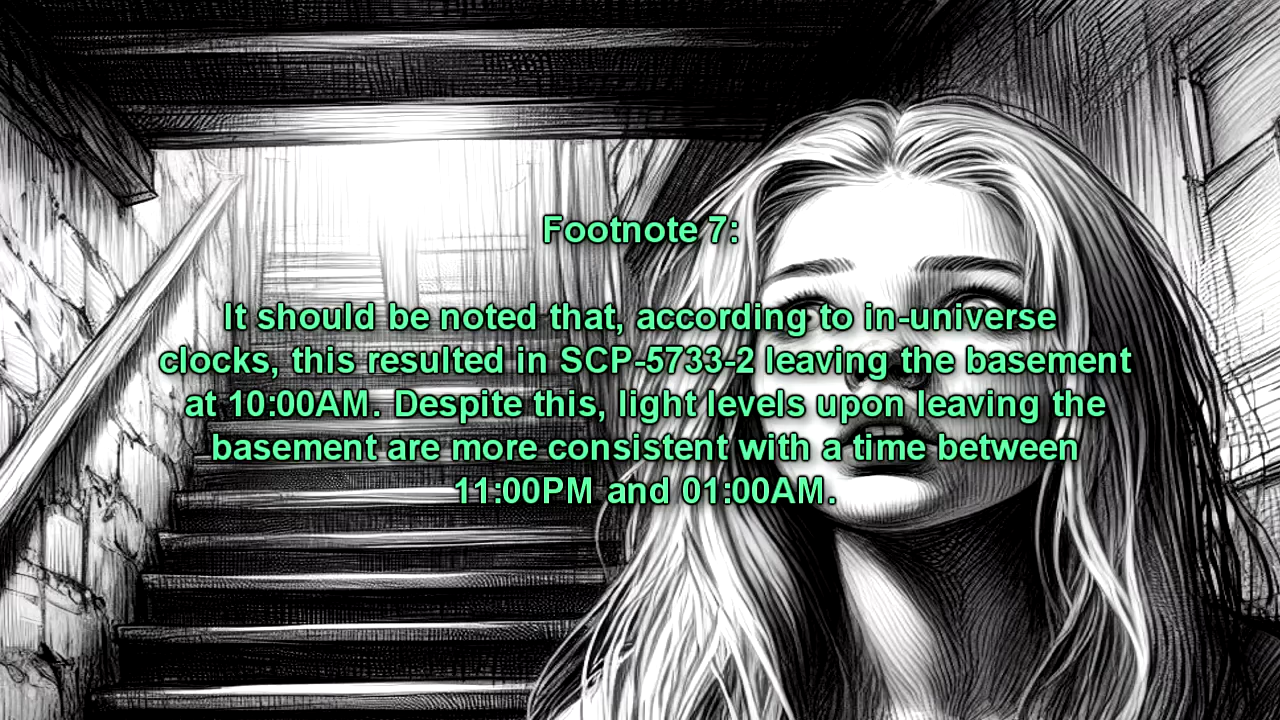 Footnote 7:
It should be noted that, according to in-universe
clocks, this resulted in SCP-5733-2 leaving the basement
at 10:00AM. Despite this, light levels upon leaving the
basement are more consistent with a time between
11:00PM and 01:00AM.